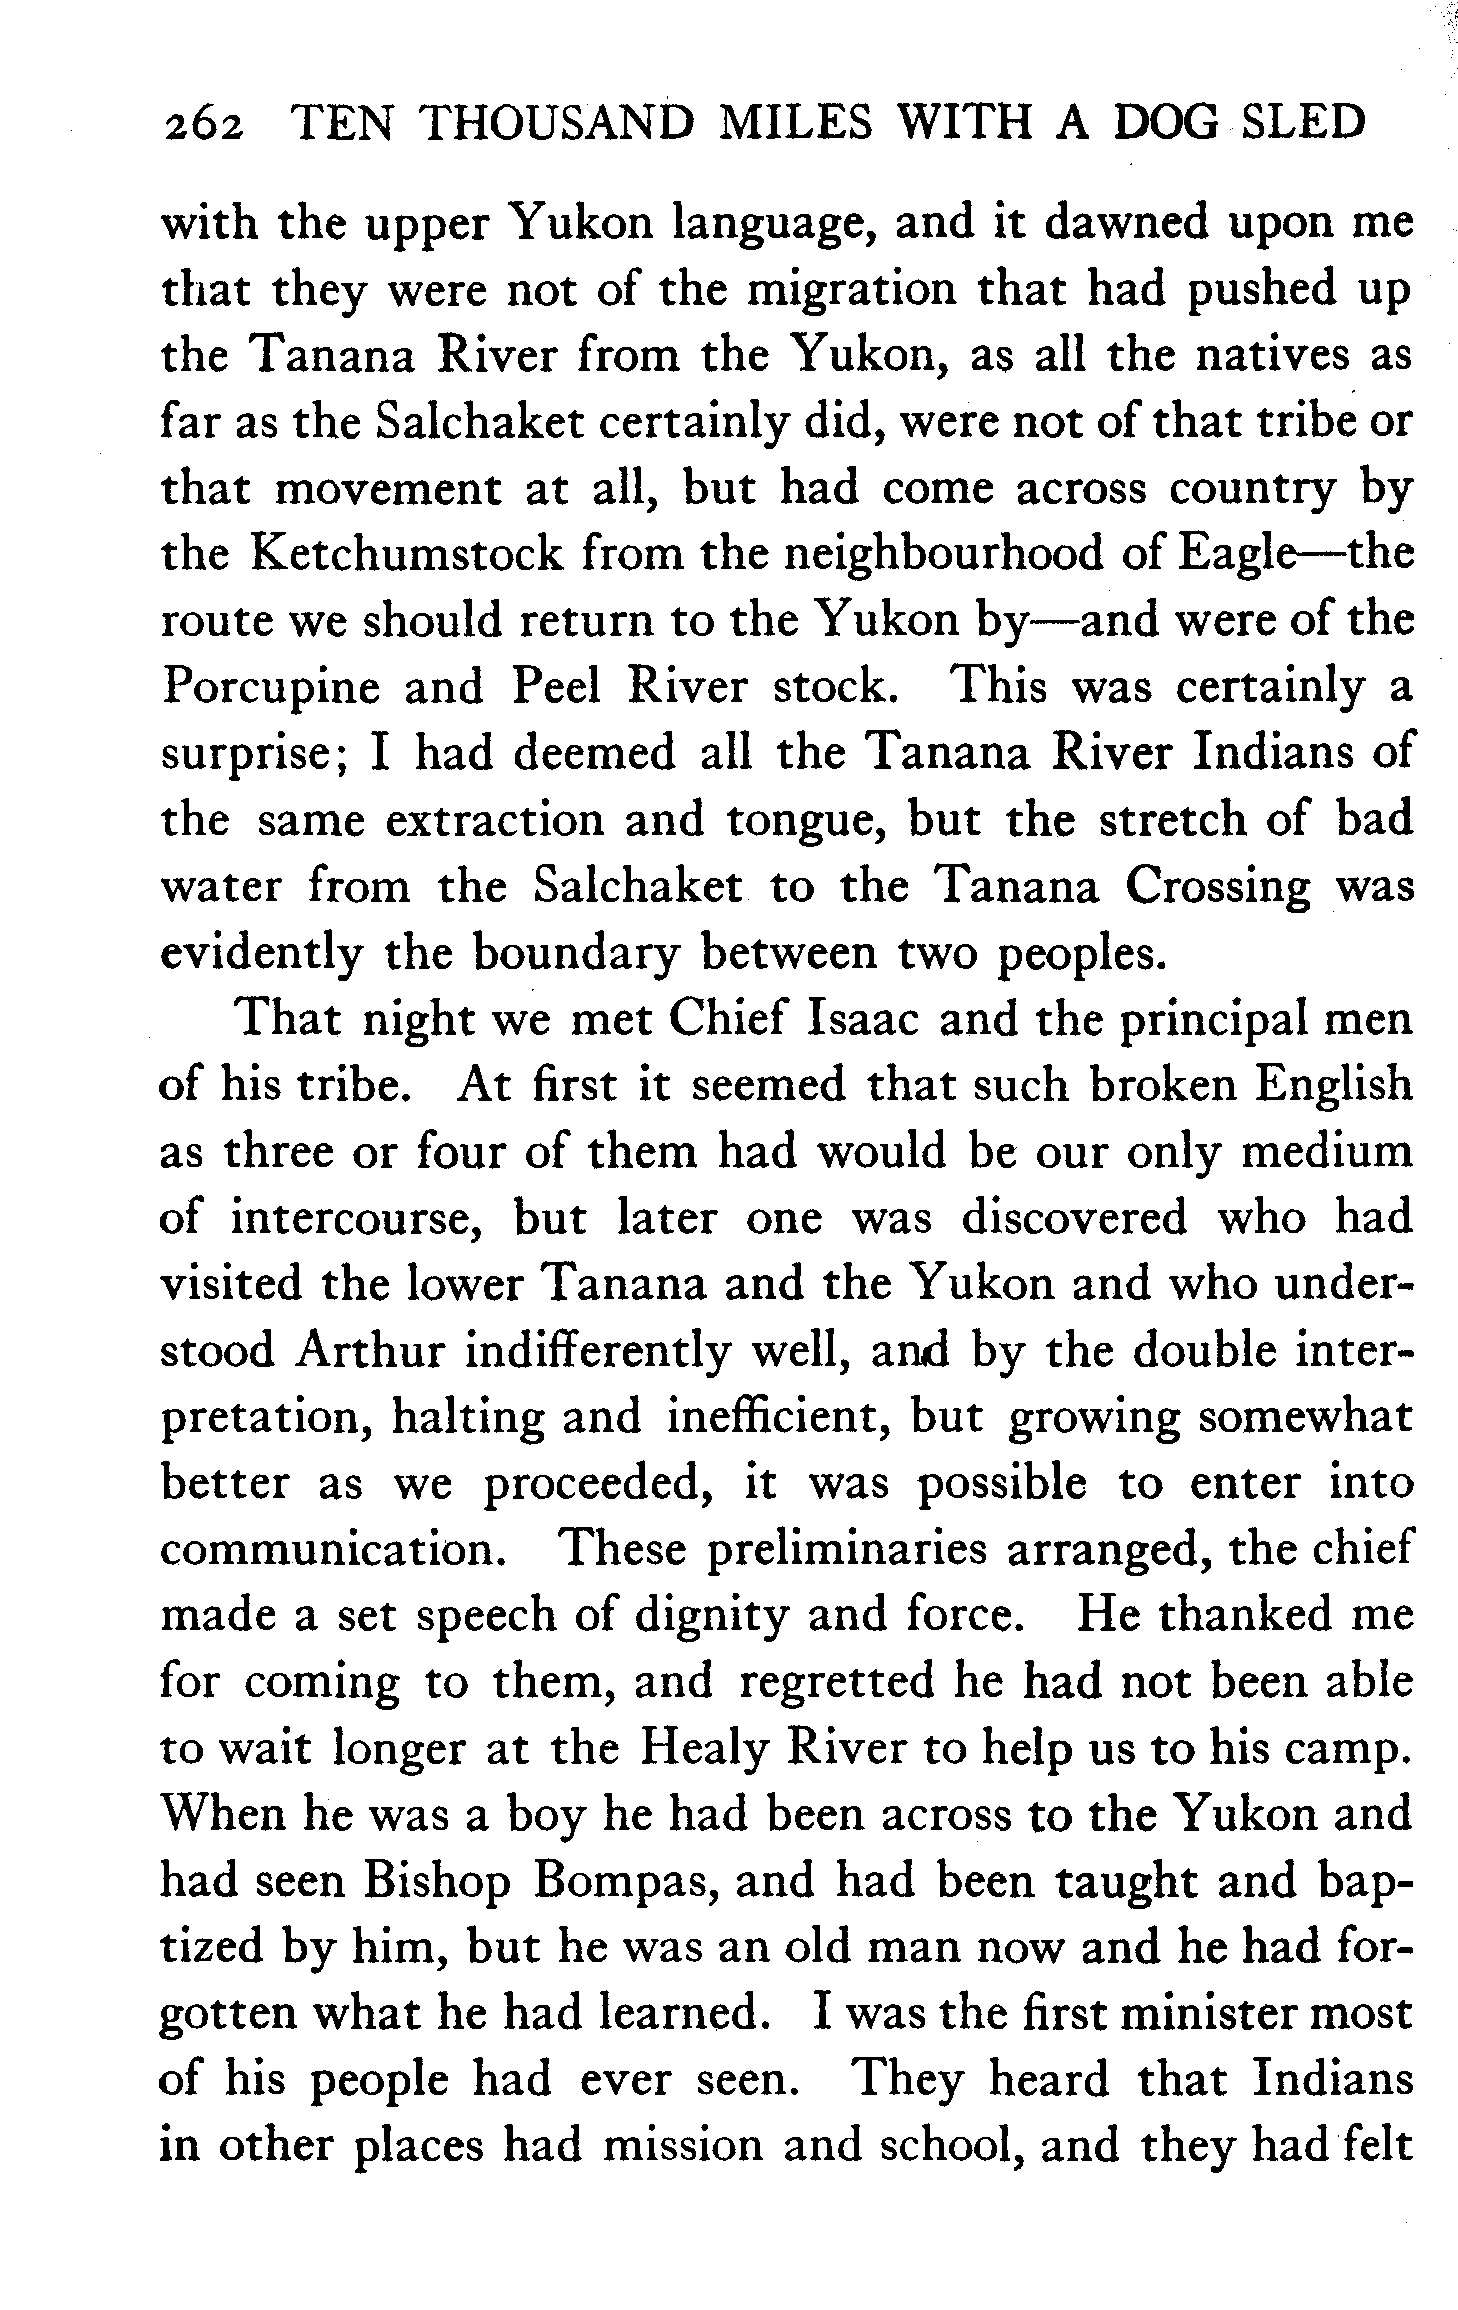 262 TEN THOUSAND MILES WITH A DOG SLED
with the upper Yukon language, and it dawned upon me
that they were not of the migration that had pushed up
the Tanana River from the Yukon, as all the natives as
far as the Salchaket certainly did, were not of that tribe or
that movement at all, but had come across country by
the Ketchumstock from the neighbourhood of Eagle—the
route we should return to the Yukon by—and were of the
Porcupine and Peel River stock. This was certainly a
surprise; I had deemed all the Tanana River Indians of
the same extraction and tongue, but the stretch of bad
water from the Salchaket to the Tanana Crossing was
evidently the boundary between two peoples.
That night we met Chief Isaac and the principal men
of his tribe. At first it seemed that such broken English
as three or four of them had would be our only medium
of intercourse, but later one was discovered who had
visited the lower Tanana and the Yukon and who under-
stood Arthur indifferently well, and by the double inter-
pretation, halting and inefficient, but growing somewhat
better as we proceeded, it was possible to enter into
communication. These preliminaries arranged, the chief
made a set speech of dignity and force. He thanked me
for coming to them, and regretted he had not been able
to wait longer at the Healy River to help us to his camp.
When he was a boy he had been across to the Yukon and
had seen Bishop Bompas, and had been taught and bap-
tized by him, but he was an old man now and he had for-
gotten what he had learned. I was the first minister most
of his people had ever seen. They heard that Indians
in other places had mission and school, and they had felt